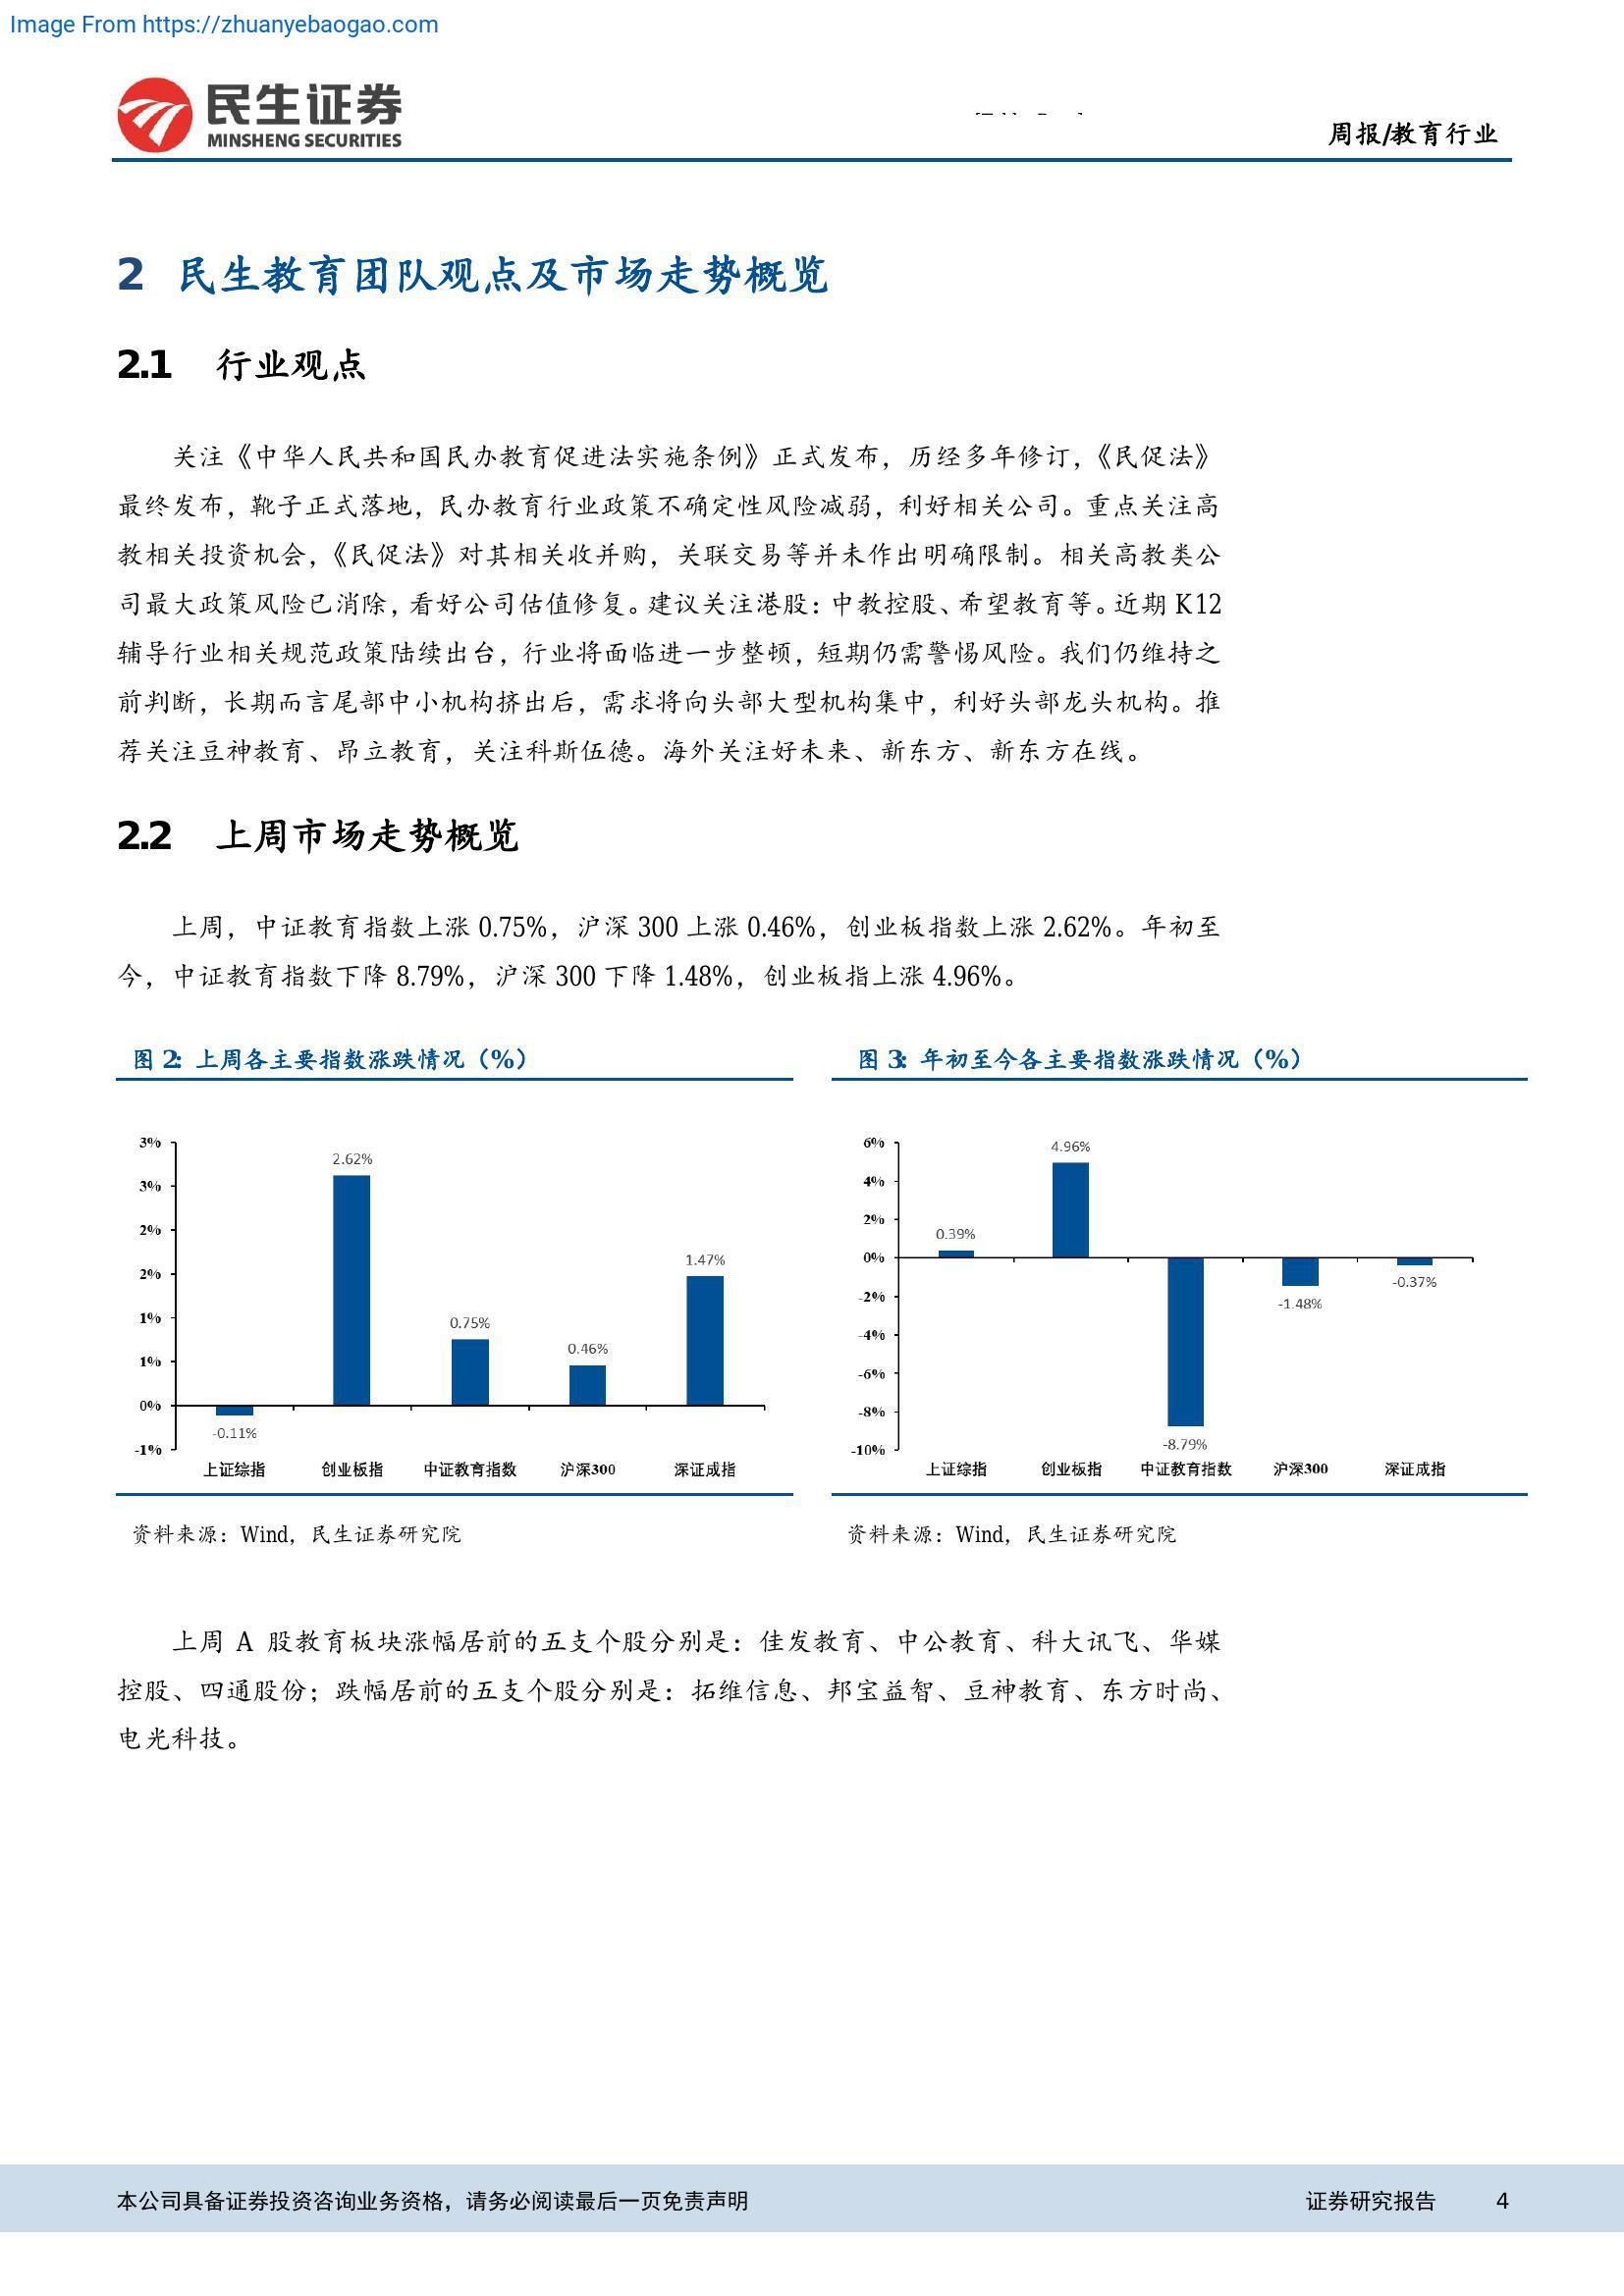 Image From https://zhuanyebaogao.com
民生证券
MINSHENG SECURITIES
周报/教育行业
2 民生教育团队观点及市场走势概览
2.1 行业观点
关注《中华人民共和国民办教育促进法实施条例》正式发布，历经多年修订，《民促法》
最终发布，靴子正式落地，民办教育行业政策不确定性风险减弱，利好相关公司。重点关注高
教相关投资机会，《民促法》对其相关收并购，关联交易等并未作出明确限制。相关高教类公
司最大政策风险已消除，看好公司估值修复。建议关注港股：中教控股、希望教育等。近期 K12
辅导行业相关规范政策陆续出台，行业将面临进一步整顿，短期仍需警惕风险。我们仍维持之
前判断，长期而言尾部中小机构挤出后，需求将向头部大型机构集中，利好头部龙头机构。推
荐关注豆神教育、昂立教育，关注科斯伍德。海外关注好未来、新东方、新东方在线。
2.2 上周市场走势概览
上周，中证教育指数上涨 0.75%，沪深 300 上涨 0.46%，创业板指数上涨 2.62%。年初至
今，中证教育指数下降 8.79%，沪深 300 下降 1.48%，创业板指上涨 4.96%。
图 2：上周各主要指数涨跌情况（%）
3%
3%
2%
2%
1%
1%
0%
-1%
-0.11%
2.62%
0.75%
0.46%
1.47%
上证综指 创业板指 中证教育指数 沪深300 深证成指
资料来源：Wind，民生证券研究院
图 3：年初至今各主要指数涨跌情况（%）
6%
4%
2%
0%
-2%
-4%
-6%
-8%
-10%
0.39%
4.96%
-8.79%
-1.48%
-0.37%
上证综指 创业板指 中证教育指数 沪深300 深证成指
资料来源：Wind，民生证券研究院
上周 A 股教育板块涨幅居前的五支个股分别是：佳发教育、中公教育、科大讯飞、华媒
控股、四通股份；跌幅居前的五支个股分别是：拓维信息、邦宝益智、豆神教育、东方时尚、
电光科技。
本公司具备证券投资咨询业务资格，请务必阅读最后一页免责声明
证券研究报告 4